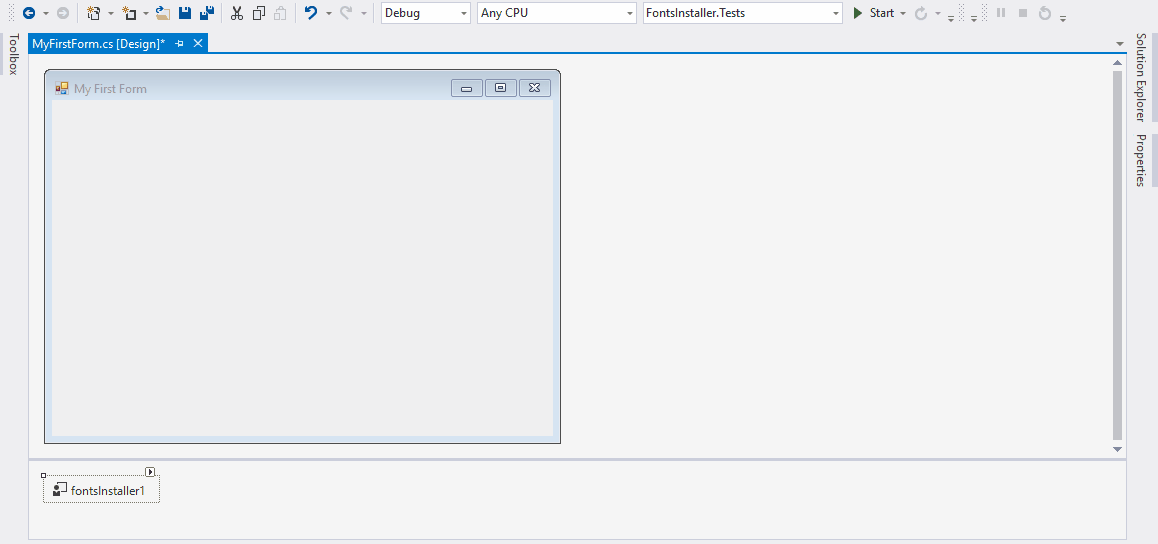 Debug
Any CPU
FontsInstaller.Tests
Start
Toolbox
MyFirstForm.cs [Design]*
Solution Explorer
Properties
My First Form
fontsInstaller1